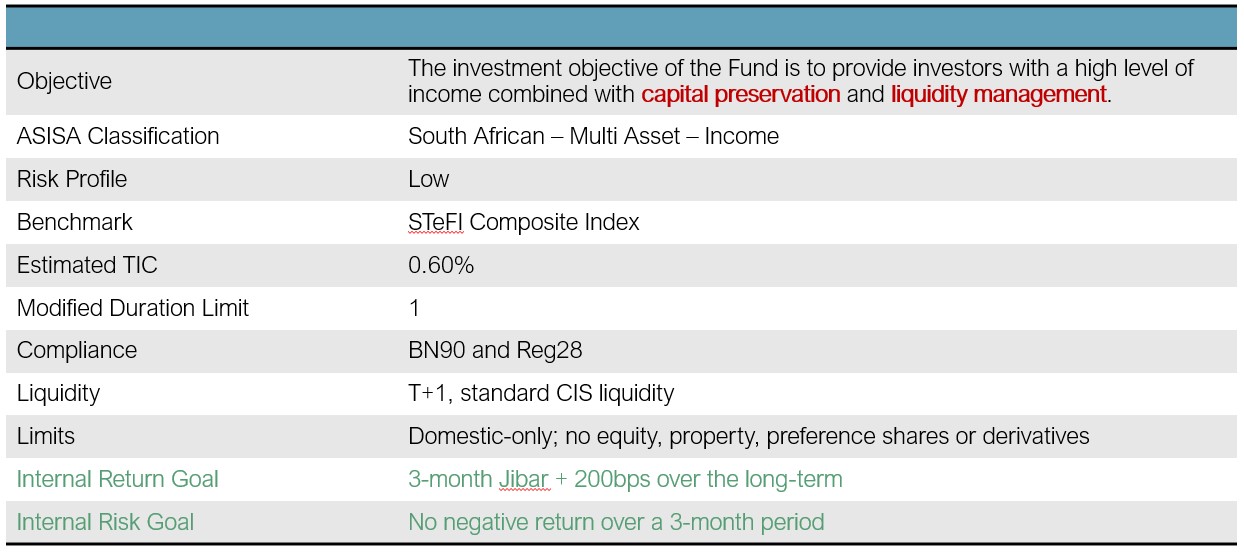 Objective
The investment objective of the Fund is to provide investors with a high level of
income combined with capital preservation and liquidity management.
ASISA Classification
South African – Multi Asset – Income
Risk Profile
Low
Benchmark
STeFI Composite Index
Estimated TIC
0.60%
Modified Duration Limit
1
Compliance
BN90 and Reg28
Liquidity
T+1, standard CIS liquidity
Limits
Domestic-only; no equity, property, preference shares or derivatives
Internal Return Goal
3-month Jibar + 200bps over the long-term
Internal Risk Goal
No negative return over a 3-month period